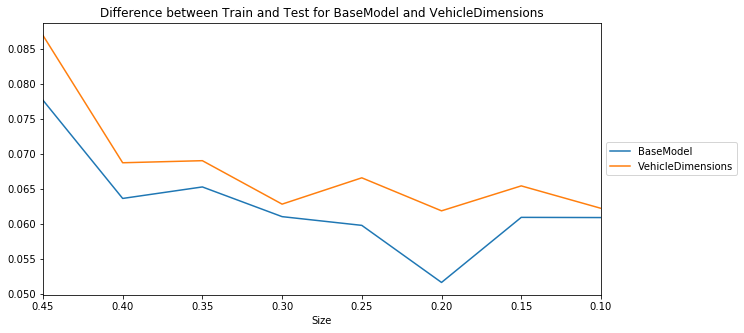 Difference between Train and Test for BaseModel and VehicleDimensions
0.085
0.080
0.075
0.070
0.065
0.060
0.055
0.050
0.45 0.40 0.35 0.30 0.25 0.20 0.15 0.10
Size
BaseModel
VehicleDimensions